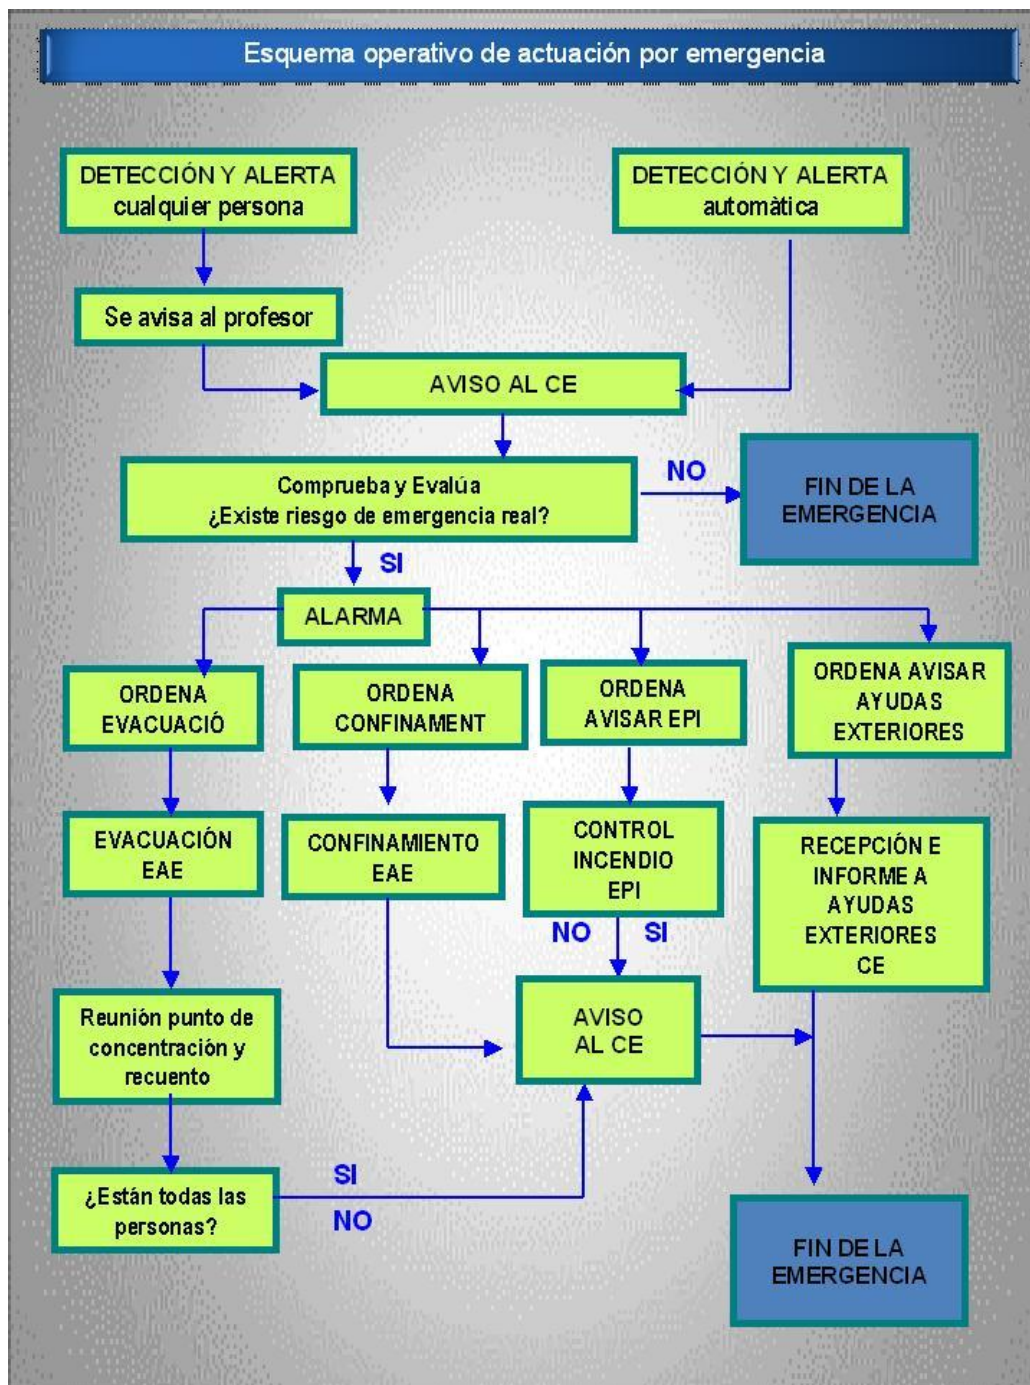 Esquema operativo de actuación por emergencia
DETECCIÓN Y ALERTA
cualquier persona
DETECCIÓN Y ALERTA
automàtica
Se avisa al profesor
AVISO AL CE
Comprueba y Evalúa
¿Existe riesgo de emergencia real?
NO
FIN DE LA
EMERGENCIA
SI
ALARMA
ORDENA
EVACUACIÓ
ORDENA
CONFINAMENT
ORDENA
AVISAR EPI
ORDENA AVISAR
AYUDAS
EXTERIORES
EVACUACIÓN
EAE
CONFINAMIENTO
EAE
CONTROL
INCENDIO
EPI
RECEPCIÓN E
INFORME A
AYUDAS
EXTERIORES
CE
NO SI
Reunión punto de
concentración y
recuento
AVISO
AL CE
¿Están todas las
personas?
SI
NO
FIN DE LA
EMERGENCIA